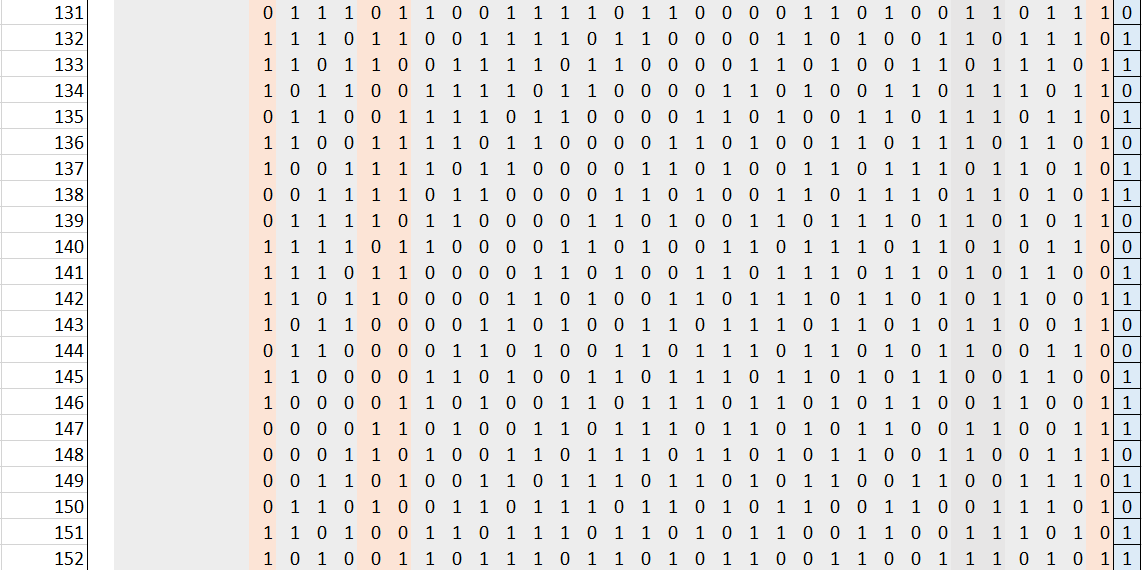 131 0 1 1 1 0 1 1 0 0 1 1 1 1 0 1 1 0 0 0 0 1 1 0 1 0 0 1 1 0 1 1 1 0
132 1 1 1 0 1 1 0 0 1 1 1 1 0 1 1 0 0 0 0 1 1 0 1 0 0 1 1 0 1 1 1 0 1
133 1 1 0 1 1 0 0 1 1 1 1 0 1 1 0 0 0 0 1 1 0 1 0 0 1 1 0 1 1 1 0 1 1
134 1 0 1 1 0 0 1 1 1 1 0 1 1 0 0 0 0 1 1 0 1 0 0 1 1 0 1 1 1 0 1 1 0
135 0 1 1 0 0 1 1 1 1 0 1 1 0 0 0 0 1 1 0 1 0 0 1 1 0 1 1 1 0 1 1 0 1
136 1 1 0 0 1 1 1 1 0 1 1 0 0 0 0 1 1 0 1 0 0 1 1 0 1 1 1 0 1 1 0 1 0
137 1 0 0 1 1 1 1 0 1 1 0 0 0 0 1 1 0 1 0 0 1 1 0 1 1 1 0 1 1 0 1 0 1
138 0 0 1 1 1 1 0 1 1 0 0 0 0 1 1 0 1 0 0 1 1 0 1 1 1 0 1 1 0 1 0 1 1
139 0 1 1 1 1 0 1 1 0 0 0 0 1 1 0 1 0 0 1 1 0 1 1 1 0 1 1 0 1 0 1 1 0
140 1 1 1 1 0 1 1 0 0 0 0 1 1 0 1 0 0 1 1 0 1 1 1 0 1 1 0 1 0 1 1 0 0
141 1 1 1 0 1 1 0 0 0 0 1 1 0 1 0 0 1 1 0 1 1 1 0 1 1 0 1 0 1 1 0 0 1
142 1 1 0 1 1 0 0 0 0 1 1 0 1 0 0 1 1 0 1 1 1 0 1 1 0 1 0 1 1 0 0 1 1
143 1 0 1 1 0 0 0 0 1 1 0 1 0 0 1 1 0 1 1 1 0 1 1 0 1 0 1 1 0 0 1 1 0
144 0 1 1 0 0 0 0 1 1 0 1 0 0 1 1 0 1 1 1 0 1 1 0 1 0 1 1 0 0 1 1 0 0
145 1 1 0 0 0 0 1 1 0 1 0 0 1 1 0 1 1 1 0 1 1 0 1 0 1 1 0 0 1 1 0 0 1
146 1 0 0 0 0 1 1 0 1 0 0 1 1 0 1 1 1 0 1 1 0 1 0 1 1 0 0 1 1 0 0 1 1
147 0 0 0 0 1 1 0 1 0 0 1 1 0 1 1 1 0 1 1 0 1 0 1 1 0 0 1 1 0 0 1 1 1
148 0 0 0 1 1 0 1 0 0 1 1 0 1 1 1 0 1 1 0 1 0 1 1 0 0 1 1 0 0 1 1 1 0
149 0 0 1 1 0 1 0 0 1 1 0 1 1 1 0 1 1 0 1 0 1 1 0 0 1 1 0 0 1 1 1 0 1
150 0 1 1 0 1 0 0 1 1 0 1 1 1 0 1 1 0 1 0 1 1 0 0 1 1 0 0 1 1 1 0 1 0
151 1 1 0 1 0 0 1 1 0 1 1 1 0 1 1 0 1 0 1 1 0 0 1 1 0 0 1 1 1 0 1 0 1
152 1 0 1 0 0 1 1 0 1 1 1 0 1 1 0 1 0 1 1 0 0 1 1 0 0 1 1 1 0 1 0 1 1